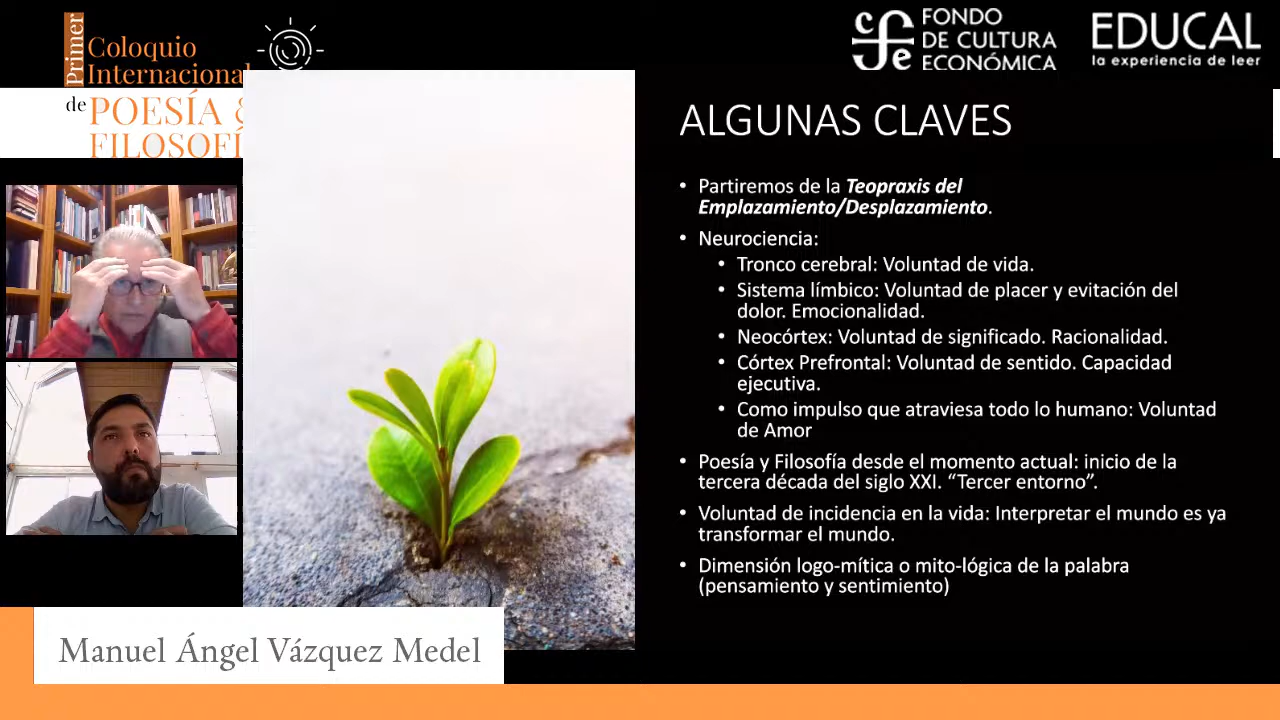 Primer
Coloquio
Internacional
de POESÍA &
FILOSOFÍ
FONDO
DE CULTURA
ECONÓMICA
EDUCAL
la experiencia de leer
ALGUNAS CLAVES
• Partiremos de la Teopraxis del
Emplazamiento/Desplazamiento.
• Neurociencia:
• Tronco cerebral: Voluntad de vida.
• Sistema límbico: Voluntad de placer y evitación del
dolor. Emocionalidad.
• Neocórtex: Voluntad de significado. Racionalidad.
• Córtex Prefrontal: Voluntad de sentido. Capacidad
ejecutiva.
• Como impulso que atraviesa todo lo humano: Voluntad
de Amor
• Poesía y Filosofía desde el momento actual: inicio de la
tercera década del siglo XXI. “Tercer entorno”.
• Voluntad de incidencia en la vida: Interpretar el mundo es ya
transformar el mundo.
• Dimensión logo-mítica o mito-lógica de la palabra
(pensamiento y sentimiento)
Manuel Ángel Vázquez Medel